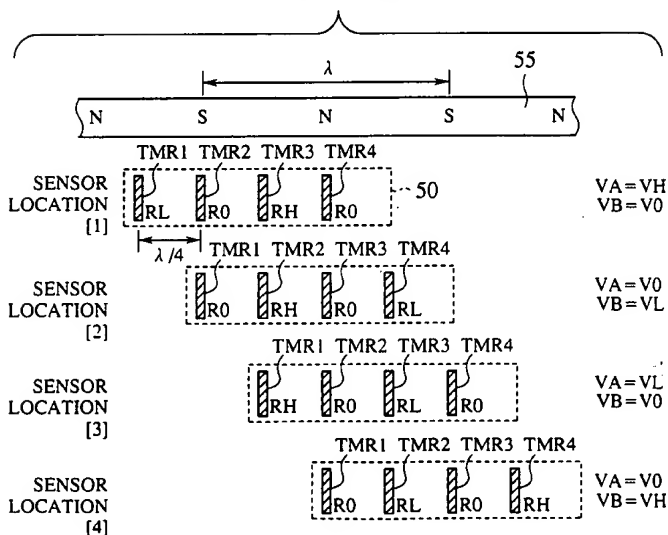 λ
55
N S N S N
TMR1 TMR2 TMR3 TMR4
SENSOR LOCATION [1]
RL R0 RH R0
50
VA=VH
VB=V0
λ/4
TMR1 TMR2 TMR3 TMR4
SENSOR LOCATION [2]
R0 RH R0 RL
VA=V0
VB=VL
TMR1 TMR2 TMR3 TMR4
SENSOR LOCATION [3]
RH R0 RL R0
VA=VL
VB=V0
TMR1 TMR2 TMR3 TMR4
SENSOR LOCATION [4]
R0 RL R0 RH
VA=V0
VB=VH